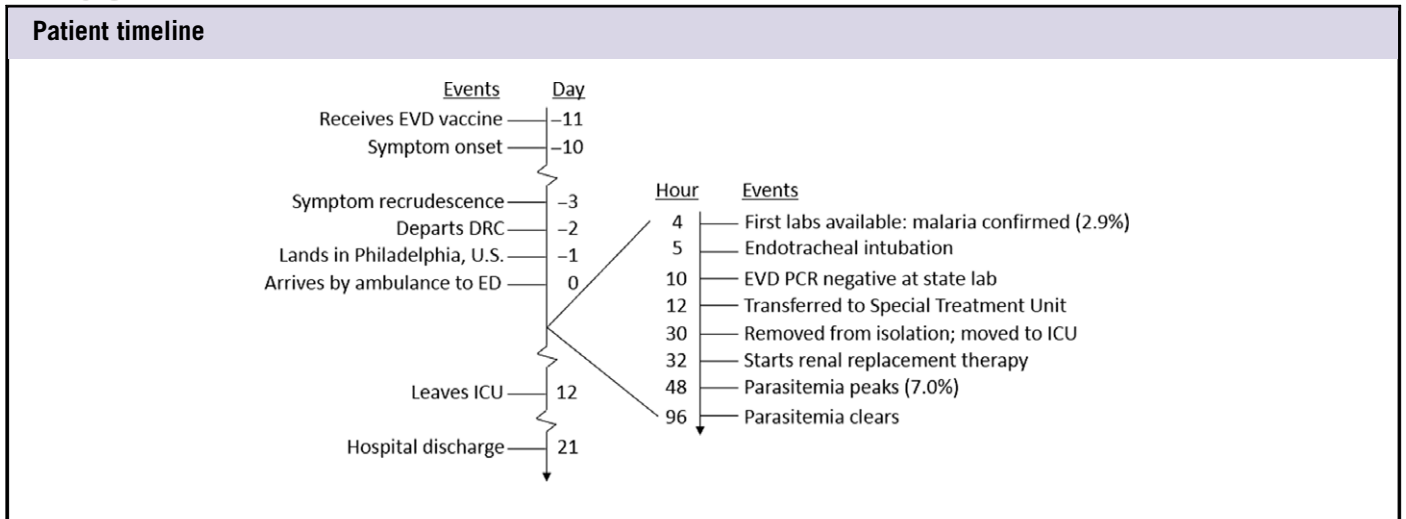 Patient timeline
Events Day
Receives EVD vaccine –11
Symptom onset –10
Symptom recrudescence –3
Departs DRC –2
Lands in Philadelphia, U.S. –1
Arrives by ambulance to ED 0
Leaves ICU 12
Hospital discharge 21
Hour Events
4 First labs available: malaria confirmed (2.9%)
5 Endotracheal intubation
10 EVD PCR negative at state lab
12 Transferred to Special Treatment Unit
30 Removed from isolation; moved to ICU
32 Starts renal replacement therapy
48 Parasitemia peaks (7.0%)
96 Parasitemia clears